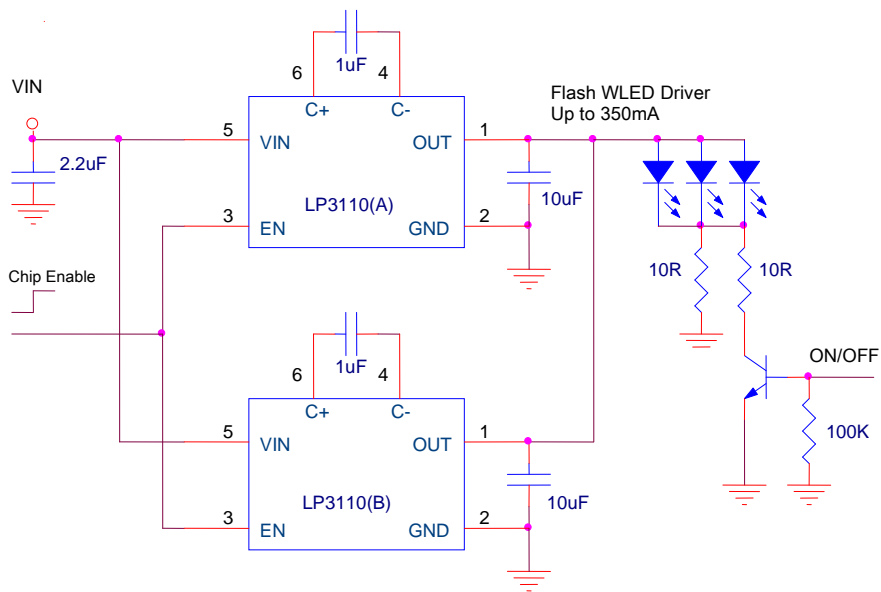 1uF
6
4
VIN
C+
C-
Flash WLED Driver
Up to 350mA
5
VIN
OUT
1
2.2uF
10uF
LP3110(A)
3
EN
GND
2
10R
10R
Chip Enable
1uF
6
4
ON/OFF
C+
C-
5
VIN
OUT
1
100K
10uF
LP3110(B)
3
EN
GND
2